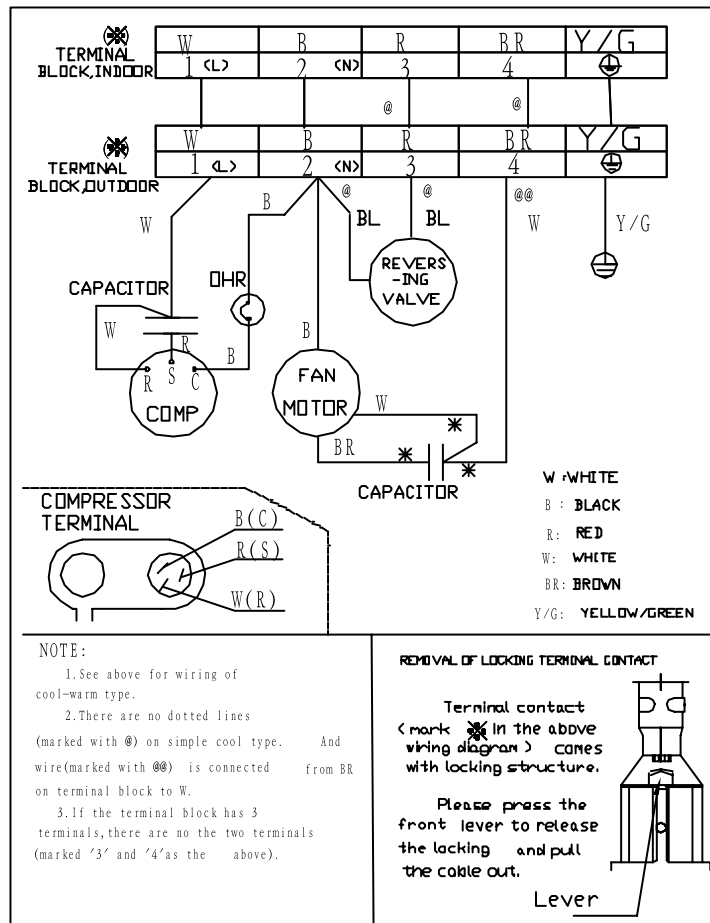 TERMINAL
BLOCK,INDOOR
W B R BR Y/G
1 (L) 2 (N) 3 4
@ @
TERMINAL
BLOCK,OUTDOOR
W B R BR Y/G
1 (L) 2 (N) 3 4
@ @ @@
W B BL BL W Y/G
REVERS
-ING
VALVE
CAPACITOR
OHR
W R B B
R S C
COMP
FAN
MOTOR
W
BR
CAPACITOR
COMPRESSOR
TERMINAL
B(C)
R(S)
W(R)
W :WHITE
B : BLACK
R: RED
W: WHITE
BR: BROWN
Y/G: YELLOW/GREEN
NOTE:
1.See above for wiring of
cool-warm type.
2.There are no dotted lines
(marked with @) on simple cool type. And
wire(marked with @@) is connected from BR
on terminal block to W.
3.If the terminal block has 3
terminals,there are no the two terminals
(marked '3' and '4'as the above).
REMOVAL OF LOCKING TERMINAL CONTACT
Terminal contact
(mark ※ in the above
wiring diagram) comes
with locking structure.
Please press the
front lever to release
the locking and pull
the cable out.
Lever